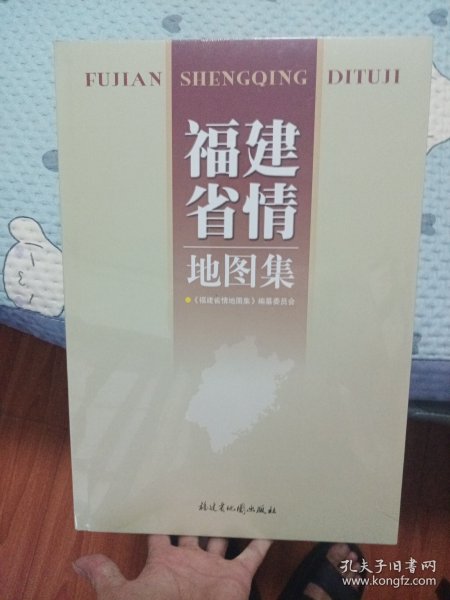 FUJIAN SHENGQING DITUJI
福建
省情
地图集
《福建省情地图集》编纂委员会
福建省地图出版社
孔夫子旧书网
www.kongfz.com